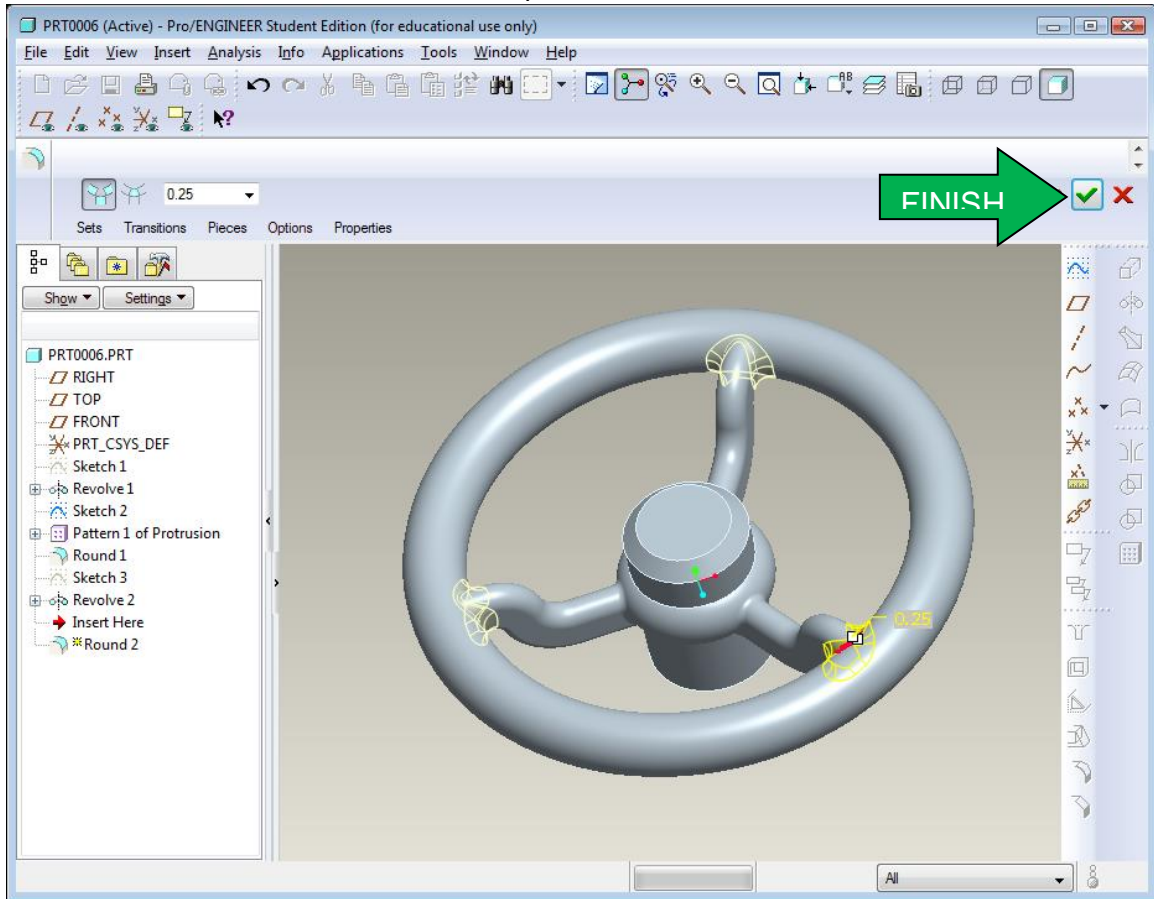 PRT0006 (Active) - Pro/ENGINEER Student Edition (for educational use only)
File Edit View Insert Analysis Info Applications Tools Window Help
0.25
FINISH
Sets Transitions Pieces Options Properties
Show Settings
PRT0006.PRT
RIGHT
TOP
FRONT
PRT_CSYS_DEF
Sketch 1
Revolve 1
Sketch 2
Pattern 1 of Protrusion
Round 1
Sketch 3
Revolve 2
Insert Here
Round 2
0.25
All